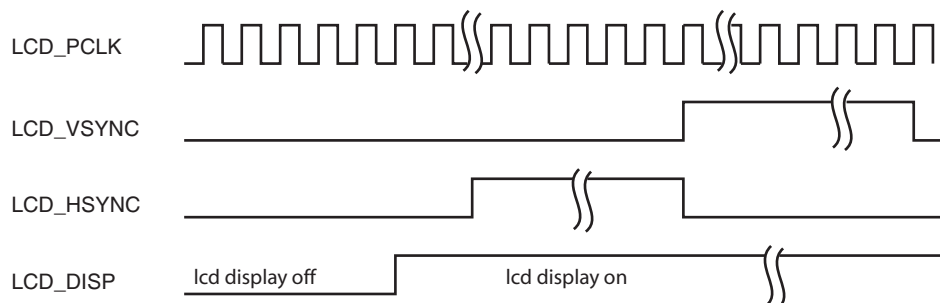 LCD_PCLK
LCD_VSYNC
LCD_HSYNC
LCD_DISP
lcd display off
lcd display on